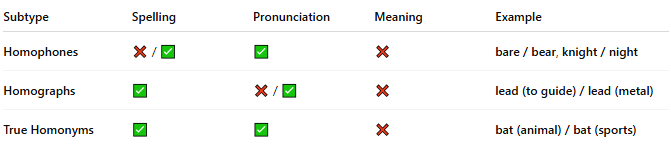 Subtype Spelling Pronunciation Meaning Example
Homophones ❌ / ✅ ✅ ❌ bare / bear, knight / night
Homographs ✅ ❌ / ✅ ❌ lead (to guide) / lead (metal)
True Homonyms ✅ ✅ ❌ bat (animal) / bat (sports)